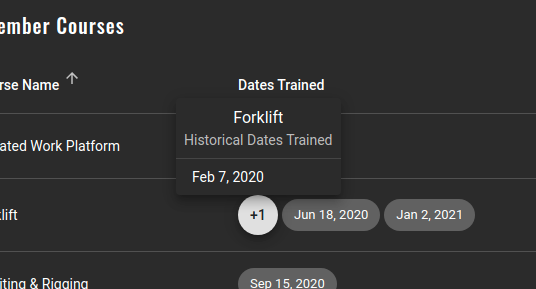 ember Courses
rse Name Dates Trained
Forklift
Historical Dates Trained
ated Work Platform
Feb 7, 2020
lift +1 Jun 18, 2020 Jan 2, 2021
iting & Rigging Sep 15, 2020